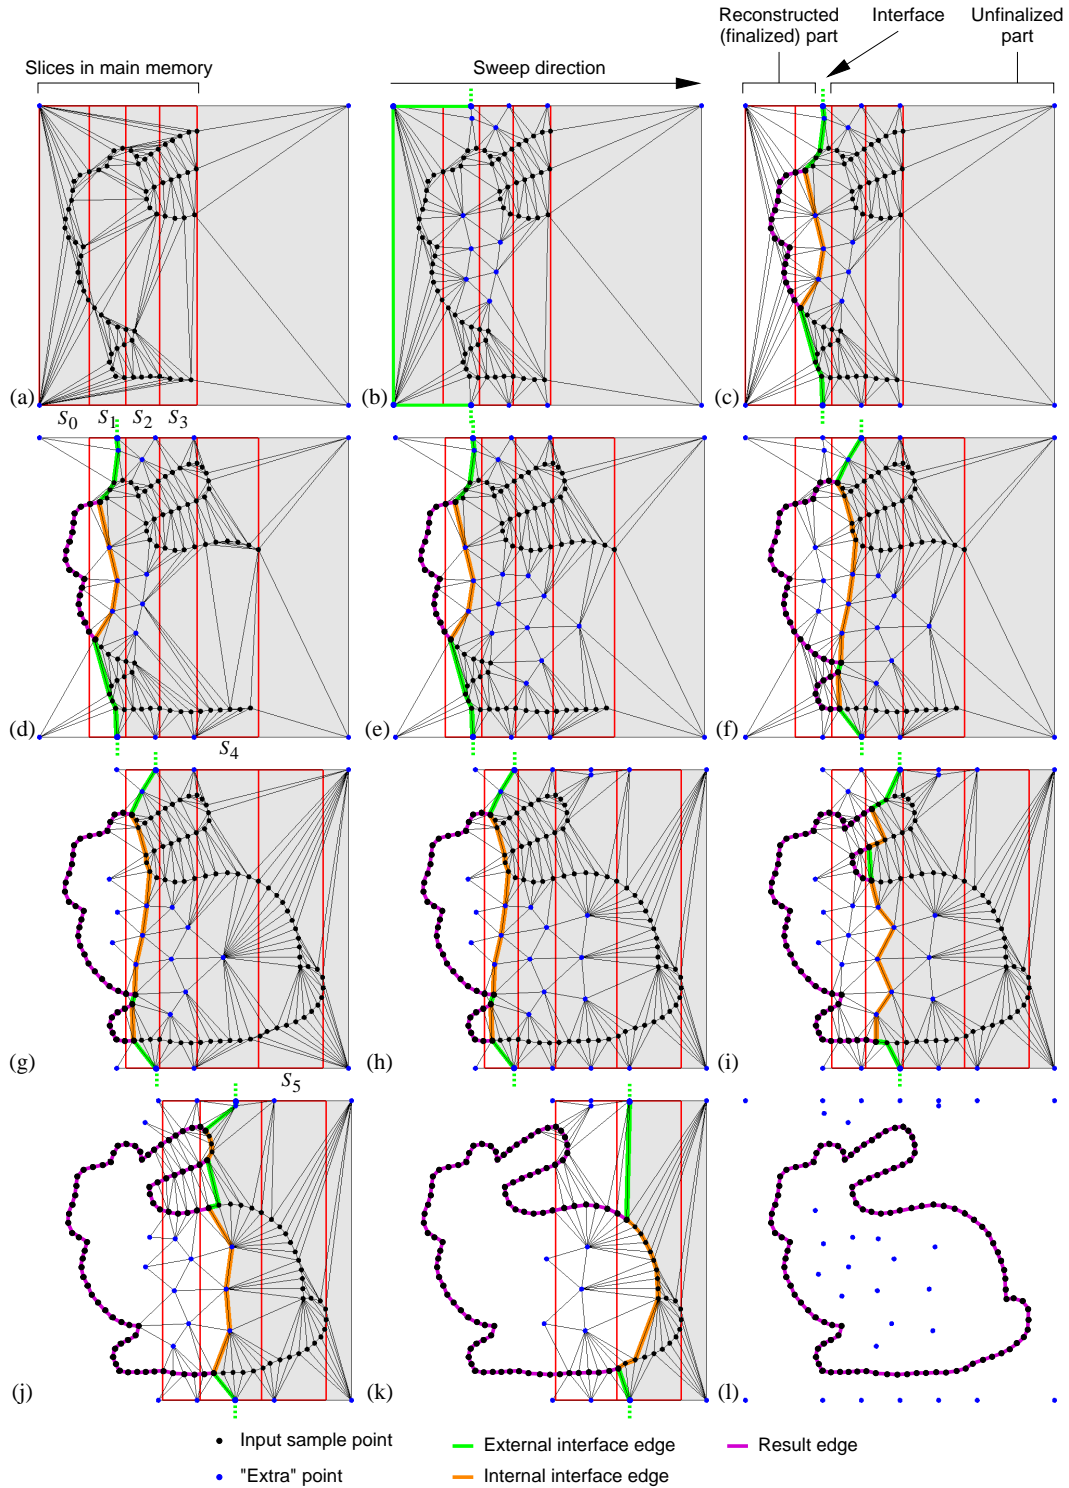 Reconstructed
(finalized) part
Interface
Unfinalized
part
Slices in main memory
Sweep direction
(a)
(b)
(c)
S0
S1
S2
S3
(d)
(e)
(f)
S4
(g)
(h)
(i)
S5
(j)
(k)
(l)
Input sample point
External interface edge
Result edge
"Extra" point
Internal interface edge